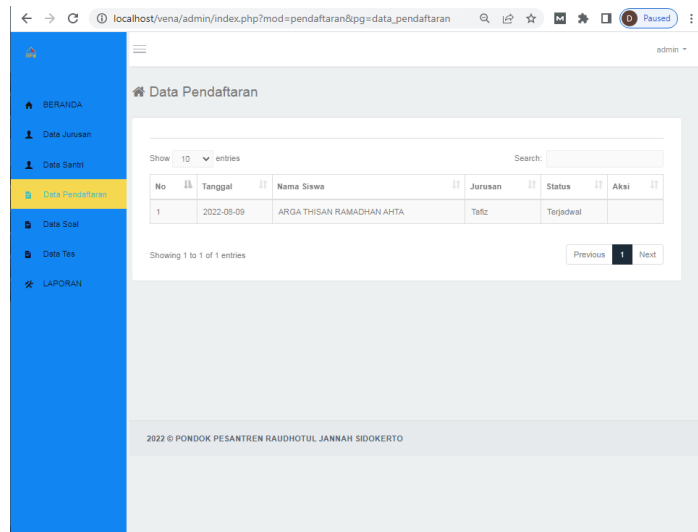 localhost/vena/admin/index.php?mod=pendaftaran&pg=data_pendaftaran
D Paused
admin
BERANDA
Data Jurusan
Data Santri
Data Pendaftaran
Data Soal
Data Tes
LAPORAN
Data Pendaftaran
Show 10 entries
Search:
No Tanggal Nama Siswa Jurusan Status Aksi
1 2022-08-09 ARGA THISAN RAMADHAN AHTA Tafiz Terjadwal
Showing 1 to 1 of 1 entries
Previous 1 Next
2022 © PONDOK PESANTREN RAUDHOTUL JANNAH SIDOKERTO